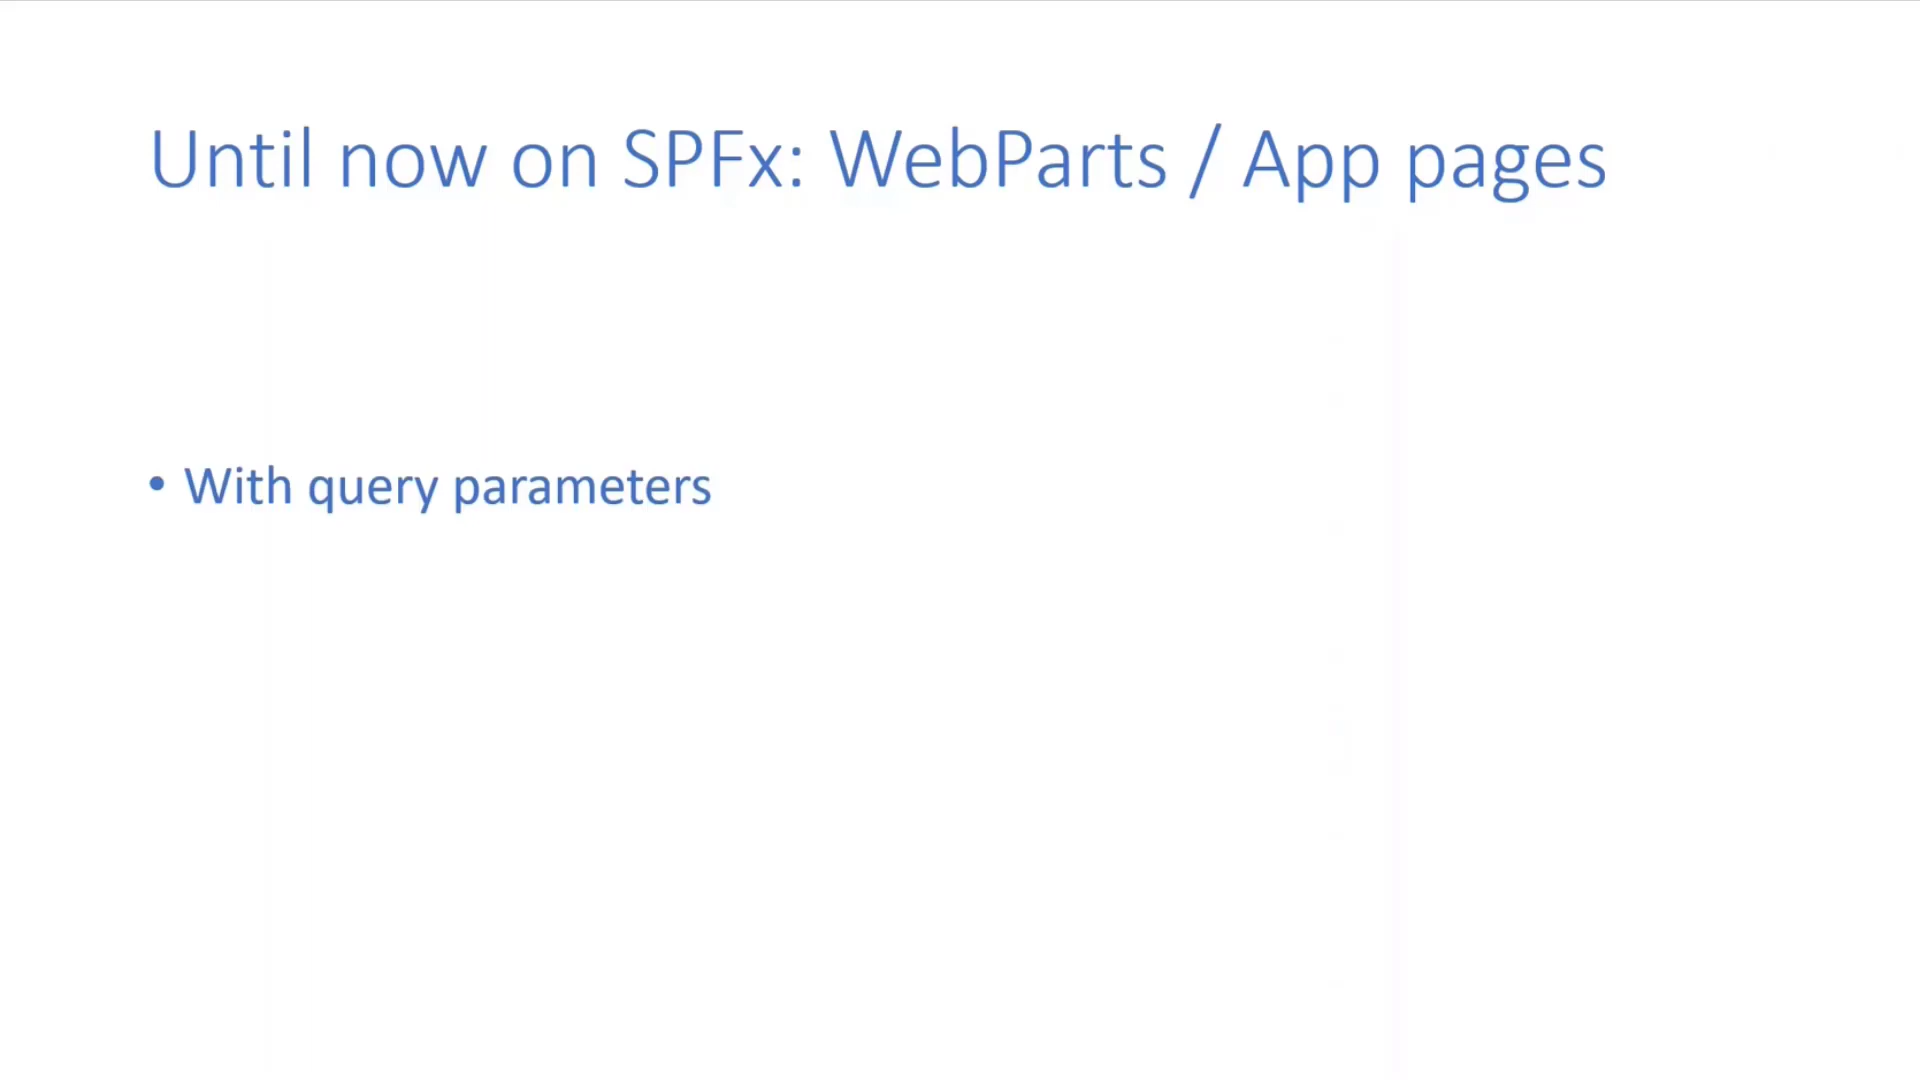 Until now on SPFx: WebParts / App pages
• With query parameters